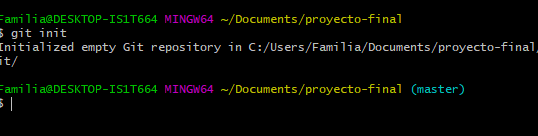 Familia@DESKTOP-IS1T664 MINGW64 ~/Documents/proyecto-final
$ git init
Initialized empty Git repository in C:/Users/Familia/Documents/proyecto-final/
it/
Familia@DESKTOP-IS1T664 MINGW64 ~/Documents/proyecto-final (master)
$